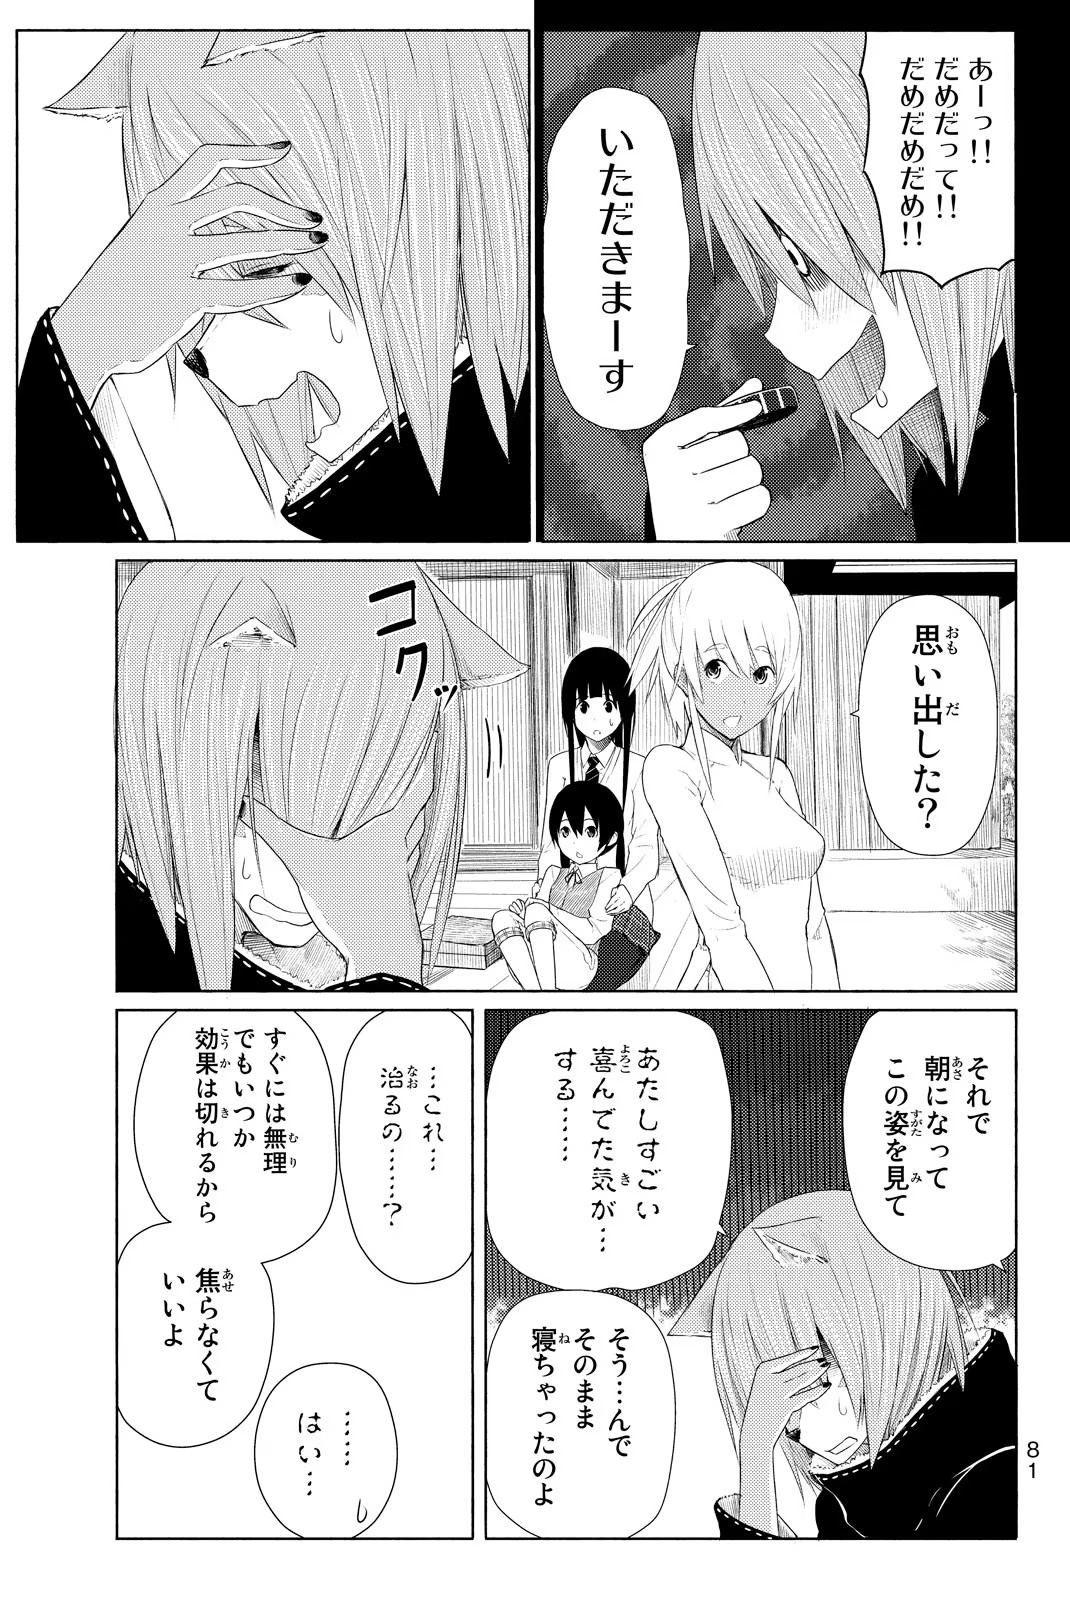 あーっ!!
だめだって!!
だめだめだめ!!
いただきまーす
思い出した?
コクッ
それで
朝になって
この姿を見て
あたしすごい
喜んでた気が…
する……
そう…んで
そのまま
寝ちゃったのよ
…これ…
治るの……?
すぐには無理
でもいつか
効果は切れるから
焦らなくて
いいよ
……
はい…
81